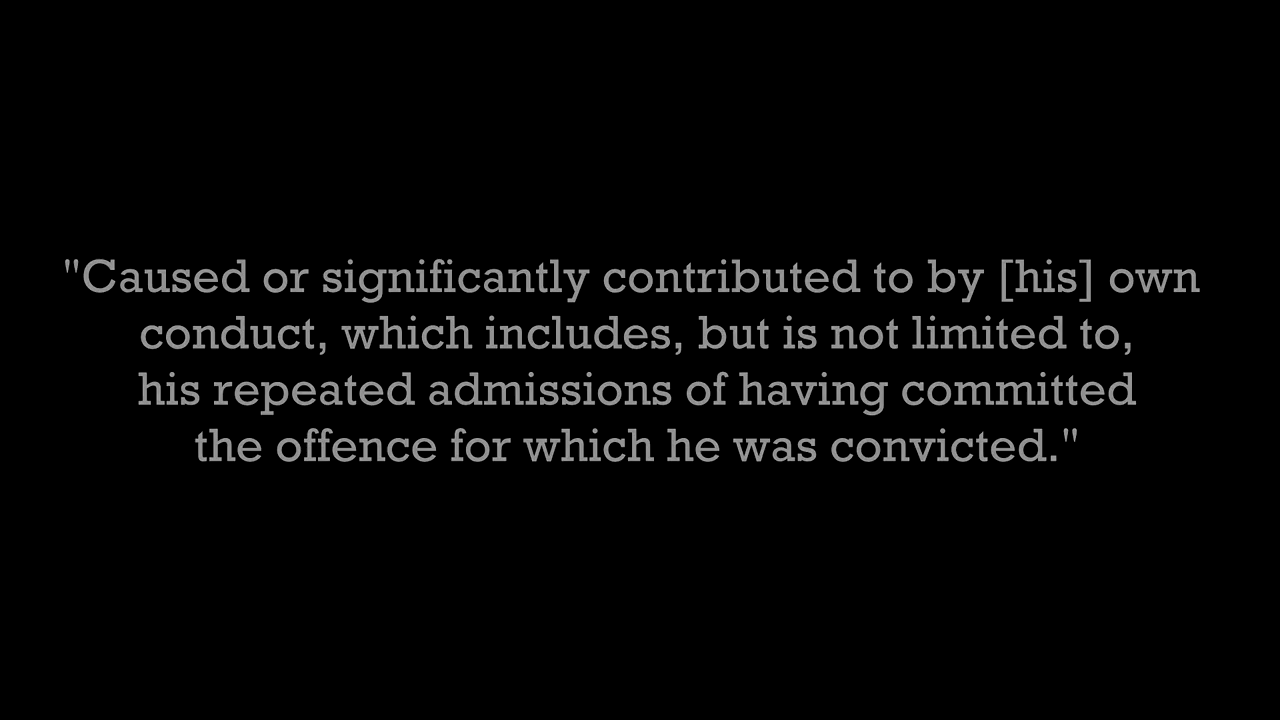 "Caused or significantly contributed to by [his] own
conduct, which includes, but is not limited to,
his repeated admissions of having committed
the offence for which he was convicted."